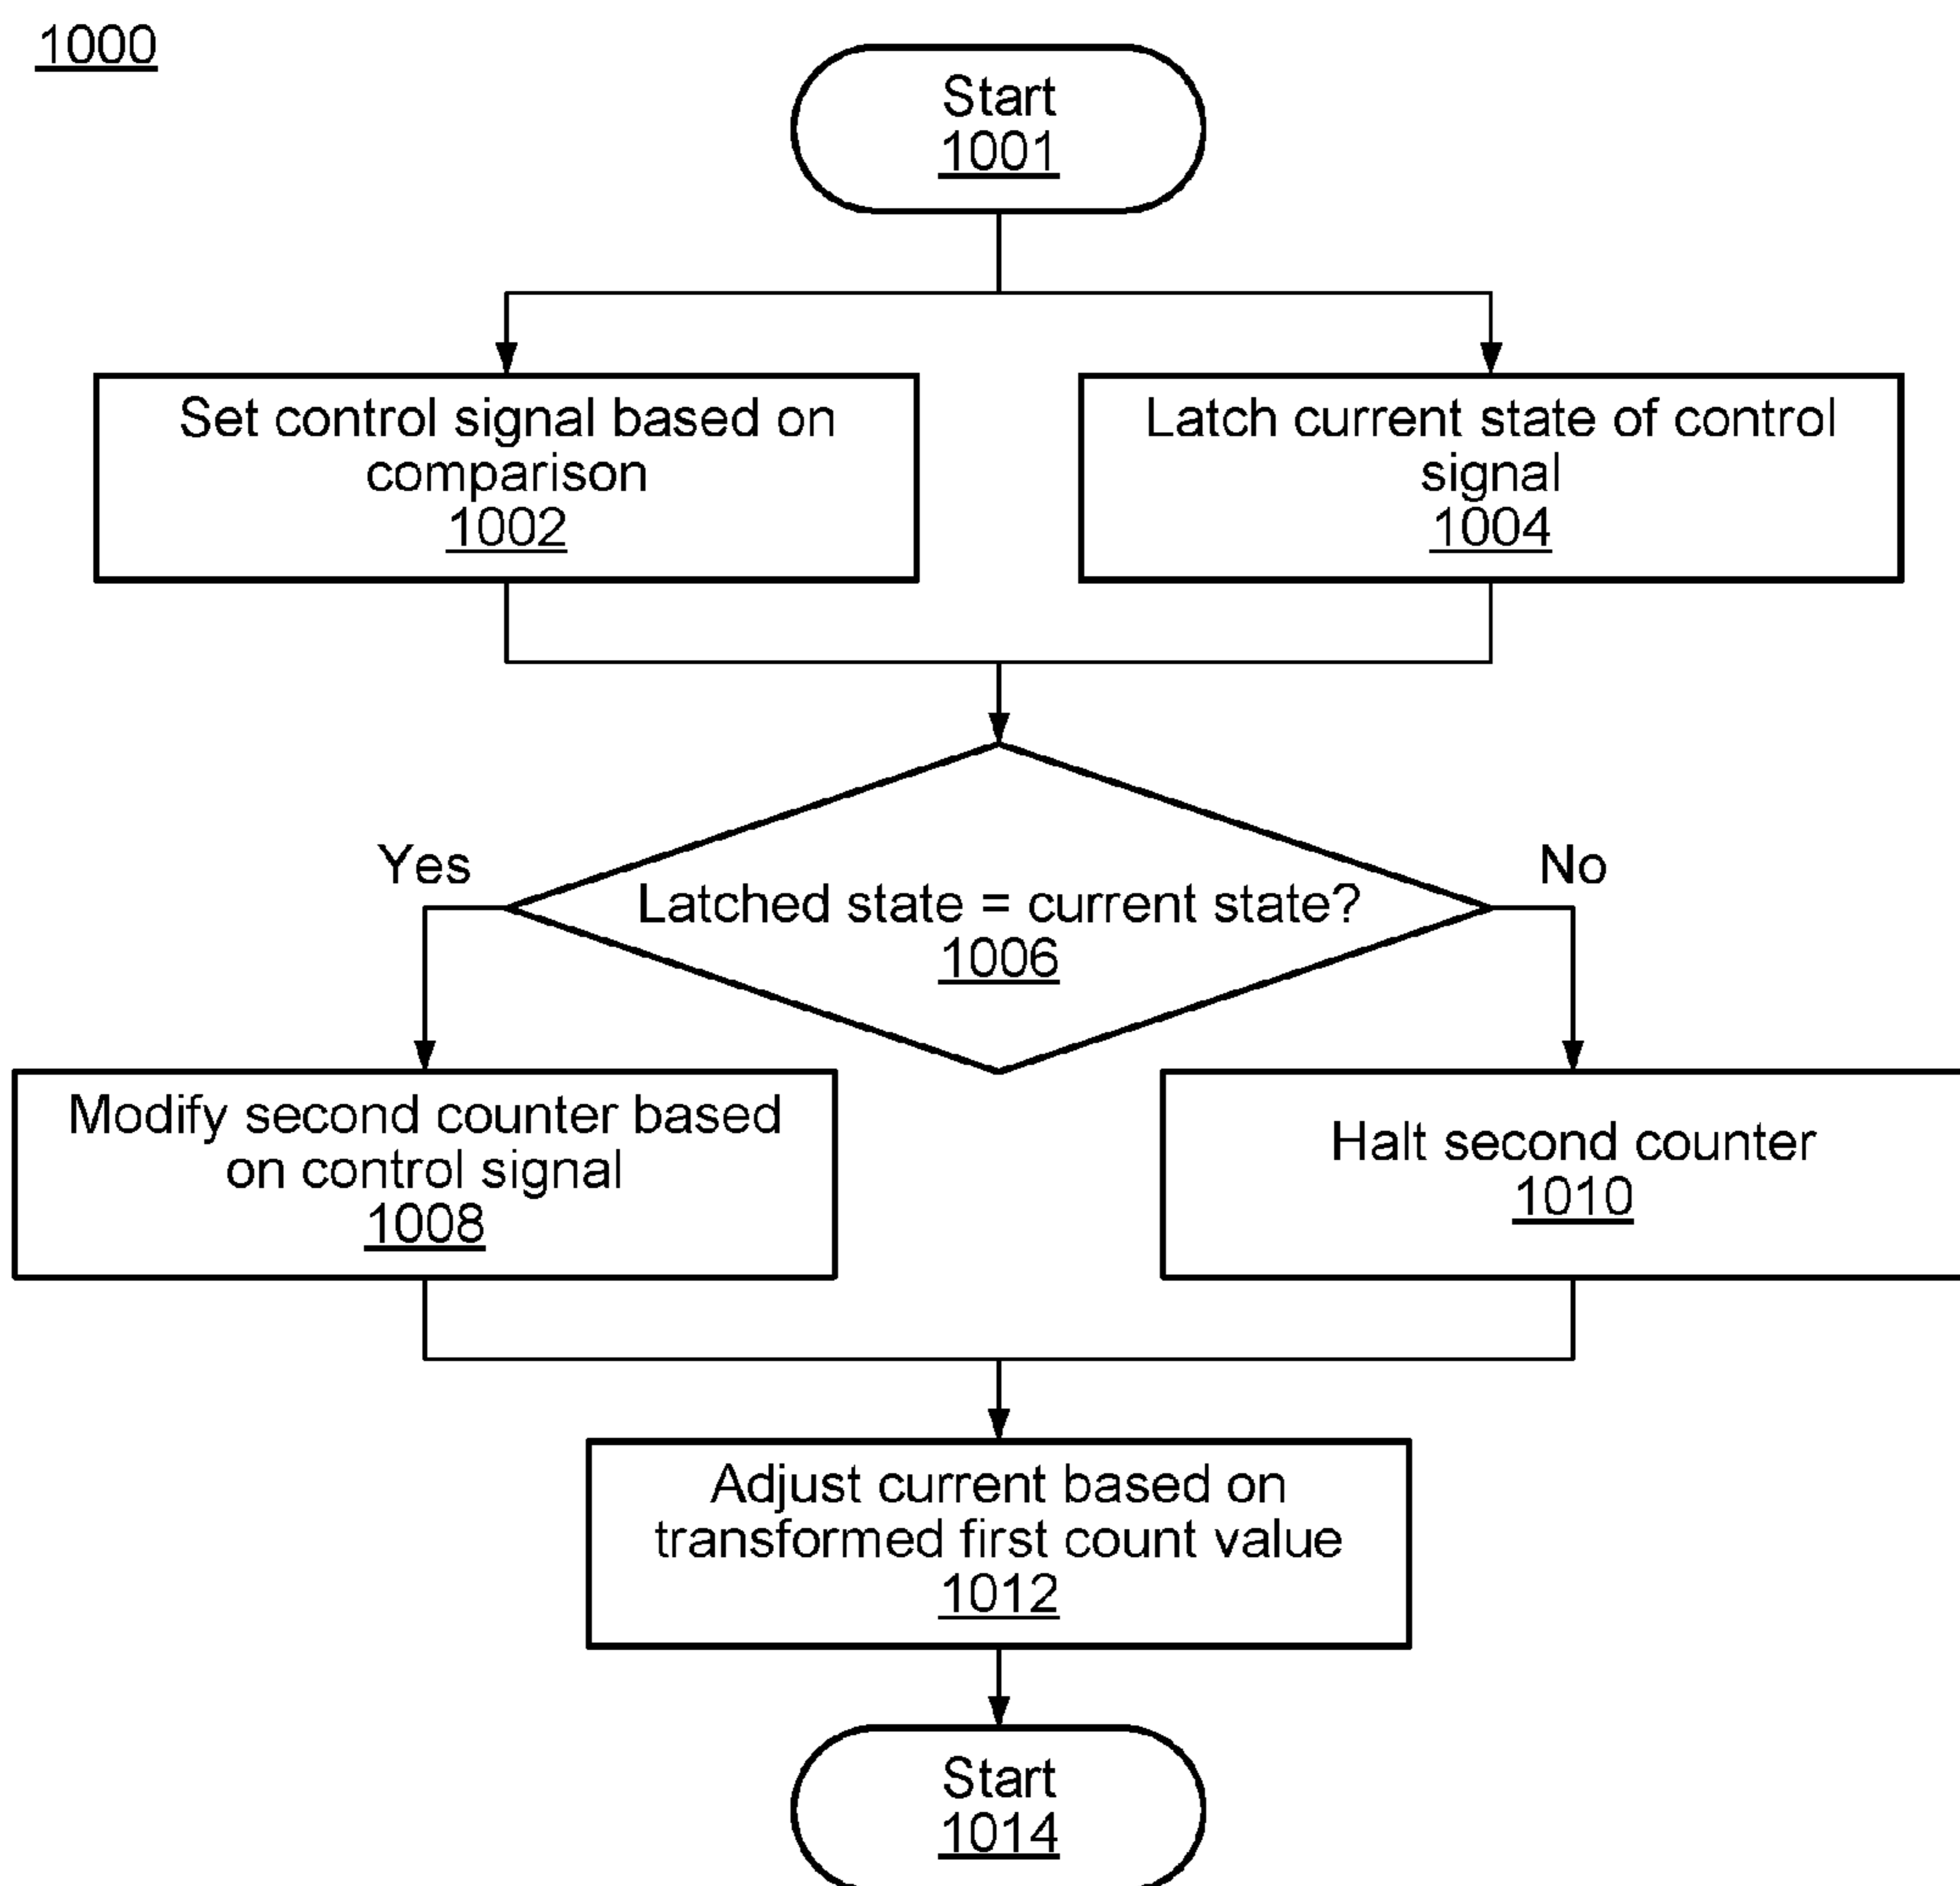 1000
Start
1001
Set control signal based on
comparison
1002
Latch current state of control
signal
1004
Yes
No
Latched state = current state?
1006
Modify second counter based
on control signal
1008
Halt second counter
1010
Adjust current based on
transformed first count value
1012
Start
1014